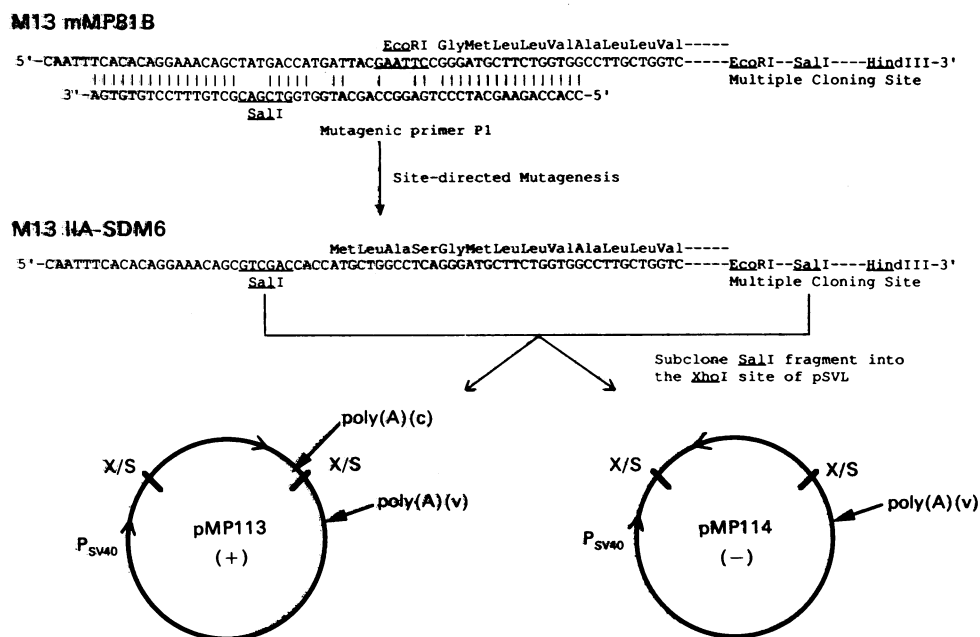 M13 mMP81B
EcoRI GlyMetLeuLeuValAlaLeuLeuVal-----
5'-CAATTTCACACAGGAAACAGCTATGACCATGATTACGAATTCCGGGATGCTTCTGGTGGCCTTGCTGGTC-----EcoRI--SalI----HindIII-3'
Multiple Cloning Site
3'-AGTGTGTCCTTTGTCGCAGCTGGTGGTACGACCGGAGTCCCTACGAAGACCACC-5'
SalI
Mutagenic primer P1
Site-directed Mutagenesis
M13 IIA-SDM6
MetLeuAlaSerGlyMetLeuLeuValAlaLeuLeuVal-----
5'-CAATTTCACACAGGAAACAGCGTCGACCACCATGCTGGCCTCAGGGATGCTTCTGGTGGCCTTGCTGGTC-----EcoRI--SalI----HindIII-3'
SalI
Multiple Cloning Site
Subclone SalI fragment into
the XhoI site of pSVL
poly(A)(c)
X/S
X/S
poly(A)(v)
pMP113
(+)
PSV40
X/S
X/S
poly(A)(v)
pMP114
(−)
PSV40